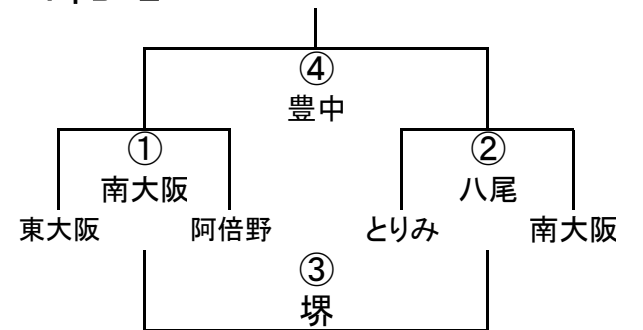 ④
豊中
① ②
南大阪 八尾
東大阪 阿倍野 とりみ 南大阪
③
堺